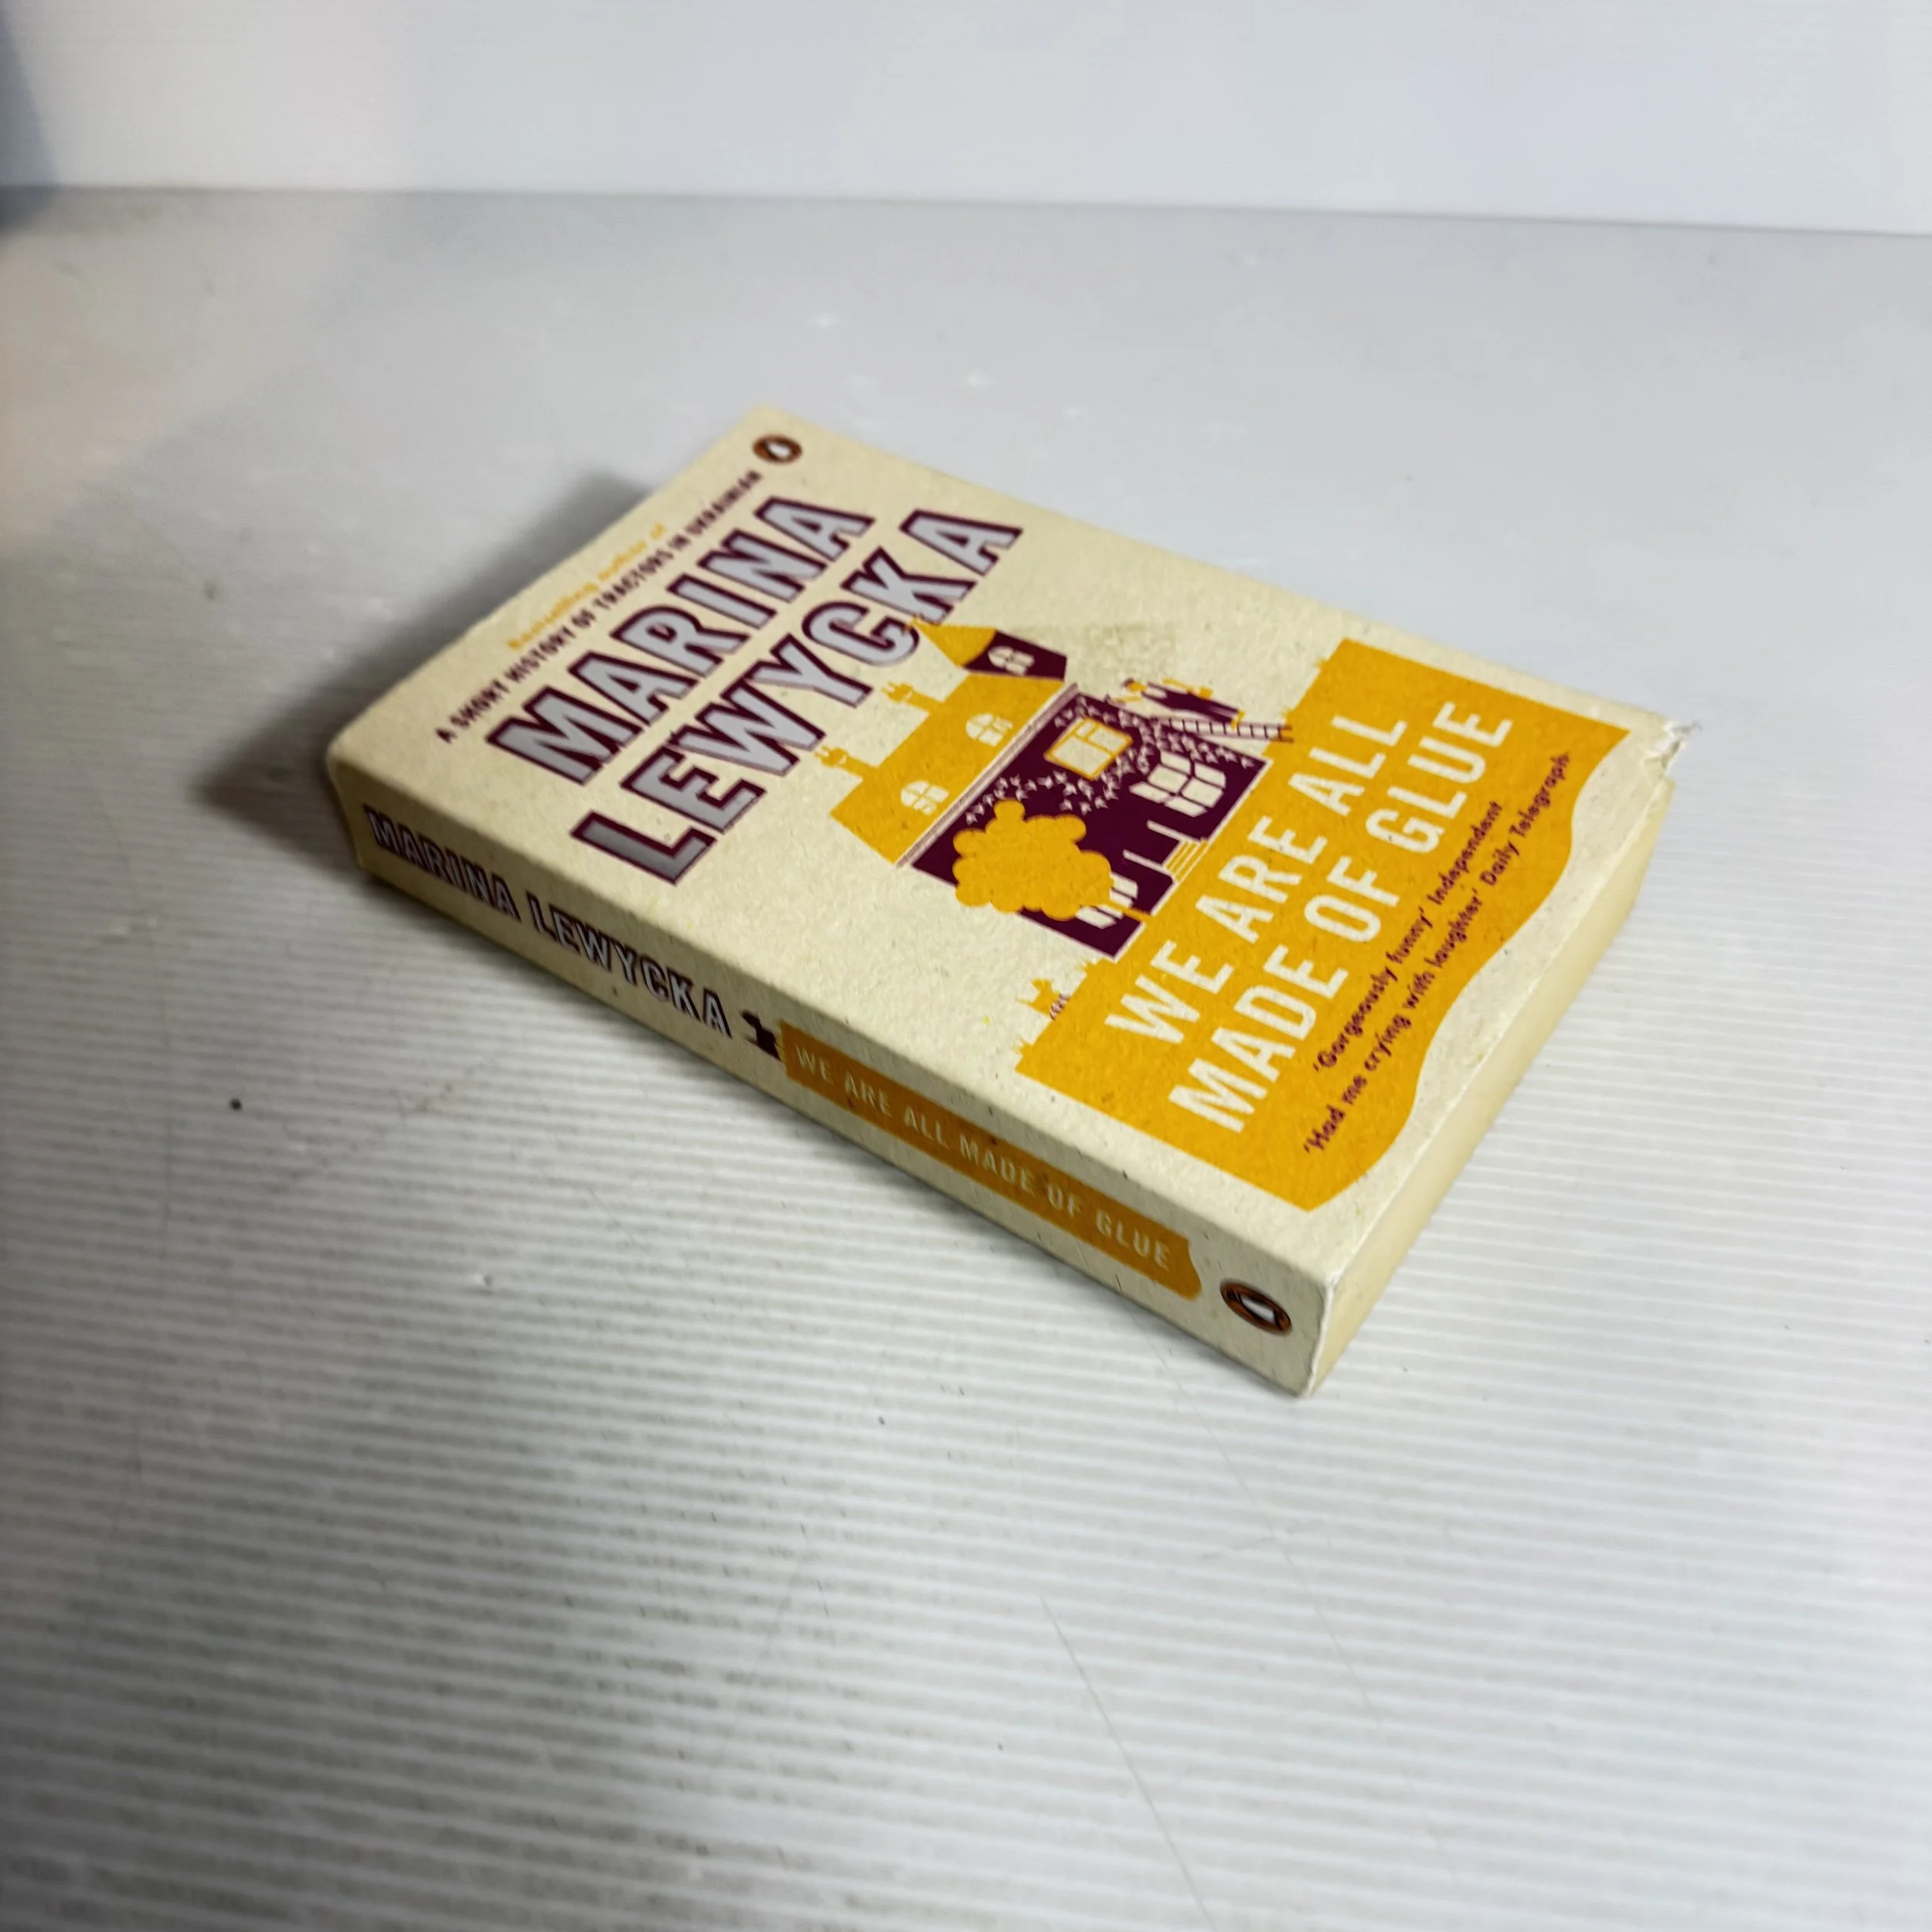 Bestselling author of
A SHORT HISTORY OF TRACTORS IN UKRAINIAN
MARINA
LEWYCKA
WE ARE ALL
MADE OF GLUE
'Gorgeously funny' Independent
'Had me crying with laughter' Daily Telegraph
MARINA LEWYCKA WE ARE ALL MADE OF GLUE